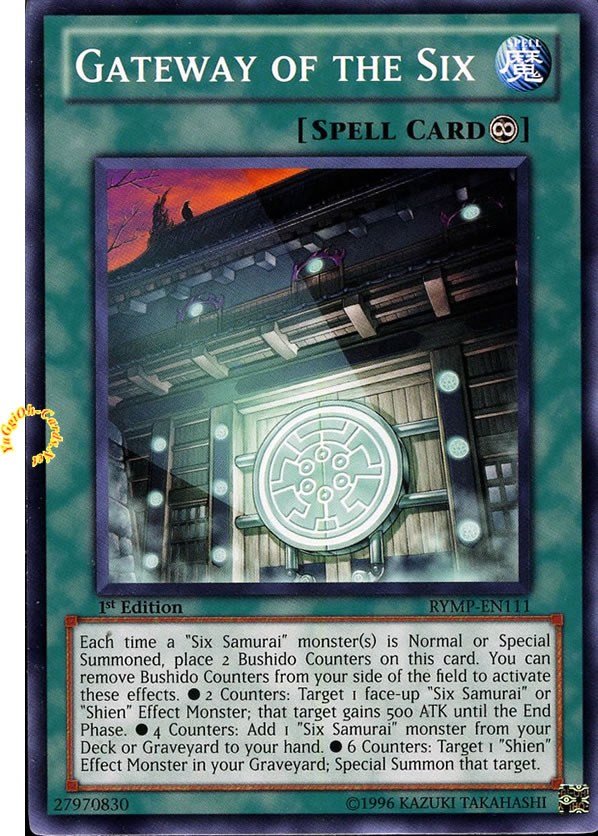 GATEWAY OF THE SIX
SPELL
魔
[SPELL CARD♾]
YuGgiOh-Cards.Net
1st Edition
RYMP-EN111
Each time a "Six Samurai" monster(s) is Normal or Special
Summoned, place 2 Bushido Counters on this card. You can
remove Bushido Counters from your side of the field to activate
these effects. ●2 Counters: Target 1 face-up "Six Samurai" or
"Shien" Effect Monster; that target gains 500 ATK until the End
Phase. ●4 Counters: Add 1 "Six Samurai" monster from your
Deck or Graveyard to your hand. ●6 Counters: Target 1 "Shien"
Effect Monster in your Graveyard; Special Summon that target.
27970830
©1996 KAZUKI TAKAHASHI